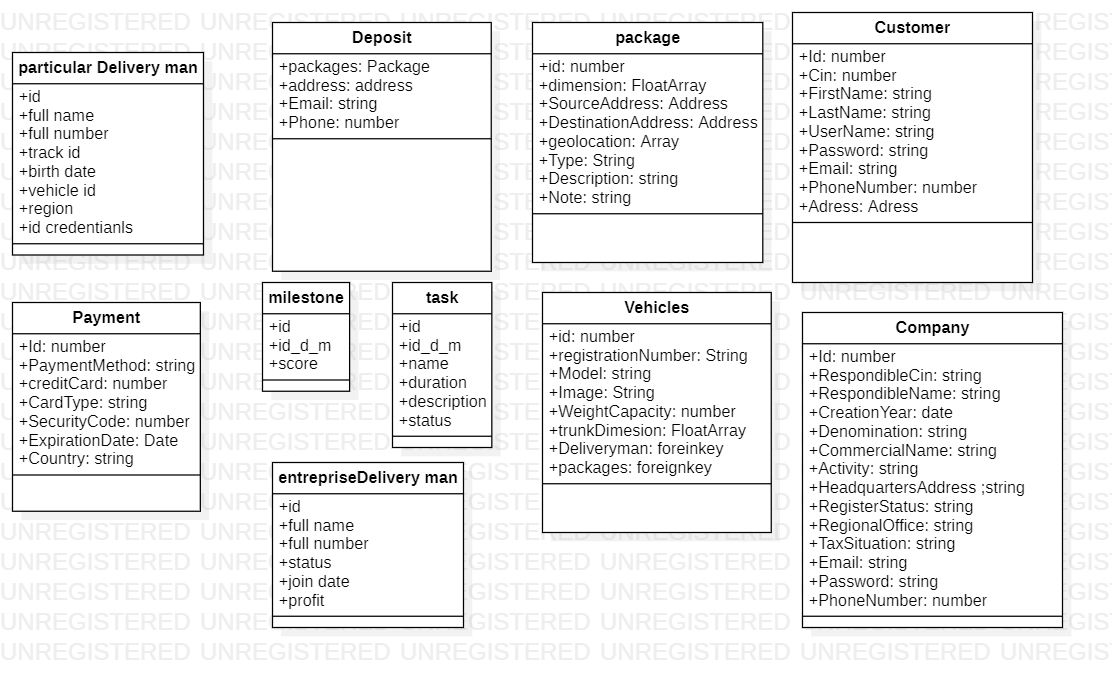 particular Delivery man
+id
+full name
+full number
+track id
+birth date
+vehicle id
+region
+id credentianls
Deposit
+packages: Package
+address: address
+Email: string
+Phone: number
package
+id: number
+dimension: FloatArray
+SourceAddress: Address
+DestinationAddress: Address
+geolocation: Array
+Type: String
+Description: string
+Note: string
Customer
+Id: number
+Cin: number
+FirstName: string
+LastName: string
+UserName: string
+Password: string
+Email: string
+PhoneNumber: number
+Adress: Adress
Payment
+Id: number
+PaymentMethod: string
+creditCard: number
+CardType: string
+SecurityCode: number
+ExpirationDate: Date
+Country: string
milestone
+id
+id_d_m
+score
task
+id
+id_d_m
+name
+duration
+description
+status
Vehicles
+id: number
+registrationNumber: String
+Model: string
+Image: String
+WeightCapacity: number
+trunkDimesion: FloatArray
+Deliveryman: foreinkey
+packages: foreignkey
Company
+Id: number
+RespondibleCin: string
+RespondibleName: string
+CreationYear: date
+Denomination: string
+CommercialName: string
+Activity: string
+HeadquartersAddress ;string
+RegisterStatus: string
+RegionalOffice: string
+TaxSituation: string
+Email: string
+Password: string
+PhoneNumber: number
entrepriseDelivery man
+id
+full name
+full number
+status
+join date
+profit
UNREGISTERED UNREGISTERED UNREGISTERED UNREGISTERED UNREGISTERED UNREGIS